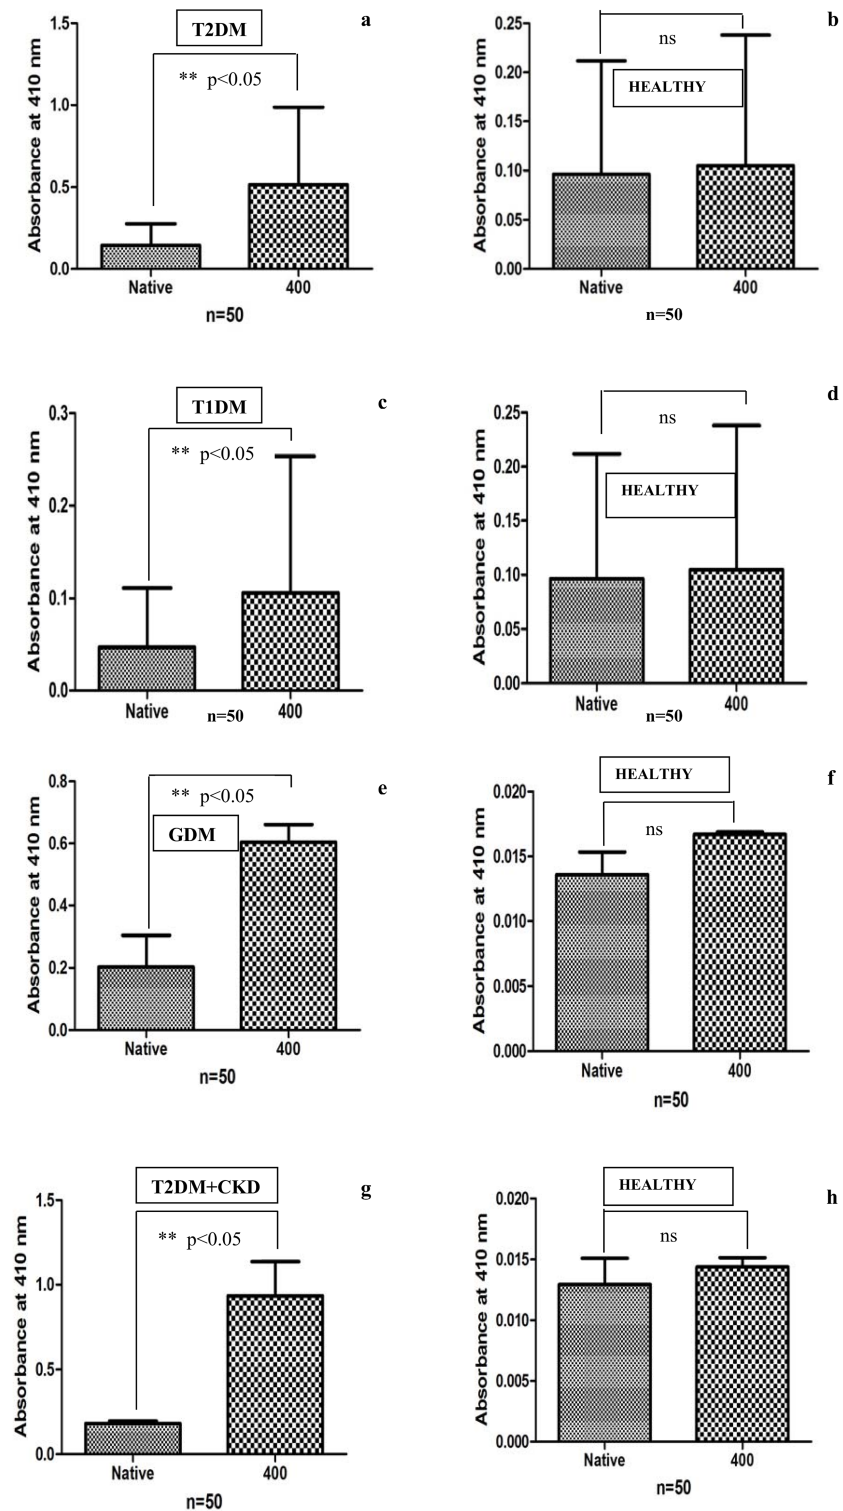 a
T2DM
** p<0.05
Absorbance at 410 nm
1.5
1.0
0.5
0.0
Native 400
n=50
b
ns
HEALTHY
Absorbance at 410 nm
0.25
0.20
0.15
0.10
0.05
0.00
Native 400
n=50
c
T1DM
** p<0.05
Absorbance at 410 nm
0.3
0.2
0.1
0.0
Native 400
n=50
d
ns
HEALTHY
Absorbance at 410 nm
0.25
0.20
0.15
0.10
0.05
0.00
Native 400
n=50
e
** p<0.05
GDM
Absorbance at 410 nm
0.8
0.6
0.4
0.2
0.0
Native 400
n=50
f
HEALTHY
ns
Absorbance at 410 nm
0.020
0.015
0.010
0.005
0.000
Native 400
n=50
g
T2DM+CKD
** p<0.05
Absorbance at 410 nm
1.5
1.0
0.5
0.0
Native 400
n=50
h
HEALTHY
ns
Absorbance at 410 nm
0.020
0.015
0.010
0.005
0.000
Native 400
n=50